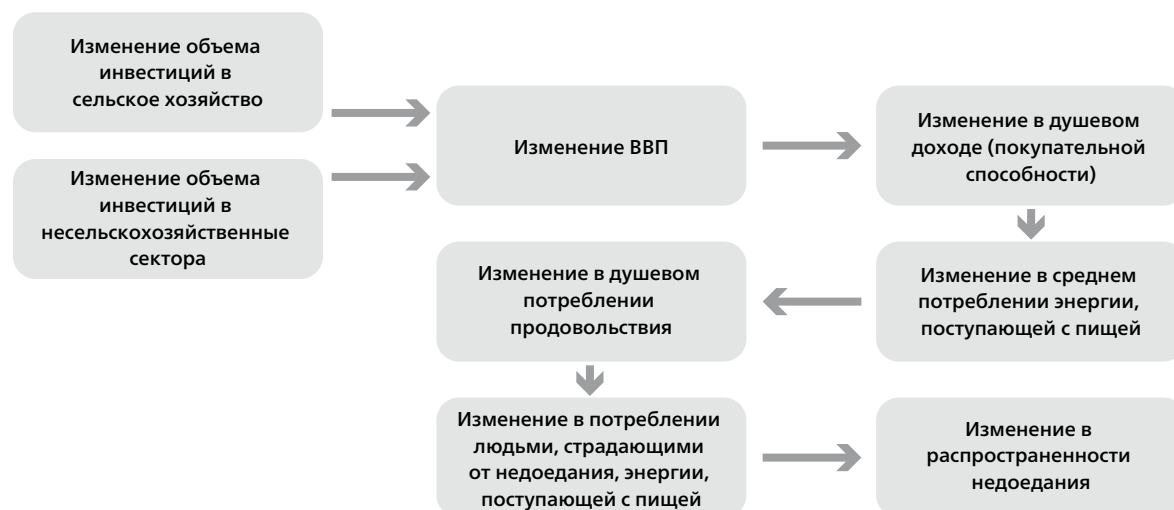 Изменение объема
инвестиций в
сельское хозяйство
Изменение объема
инвестиций в
несельскохозяйственные
сектора
Изменение ВВП
Изменение в душевом
доходе (покупательной
способности)
Изменение в среднем
потреблении энергии,
поступающей с пищей
Изменение в душевом
потреблении
продовольствия
Изменение в потреблении
людьми, страдающими
от недоедания, энергии,
поступающей с пищей
Изменение в
распространенности
недоедания